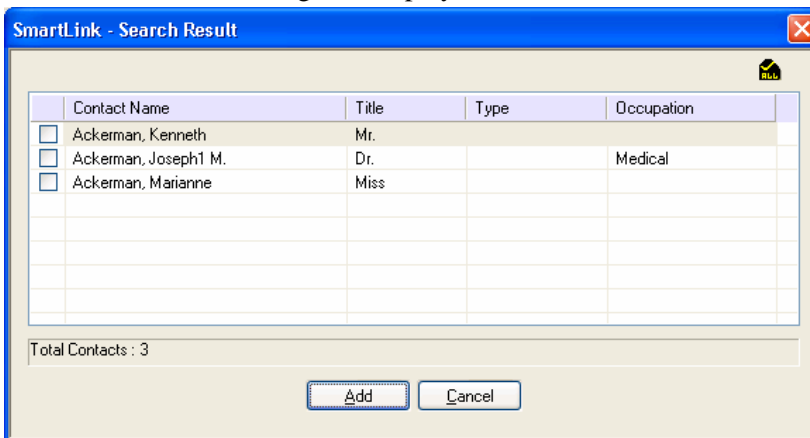 SmartLink - Search Result
ALL
Contact Name Title Type Occupation
Ackerman, Kenneth Mr.
Ackerman, Joseph1 M. Dr. Medical
Ackerman, Marianne Miss
Total Contacts : 3
Add Cancel